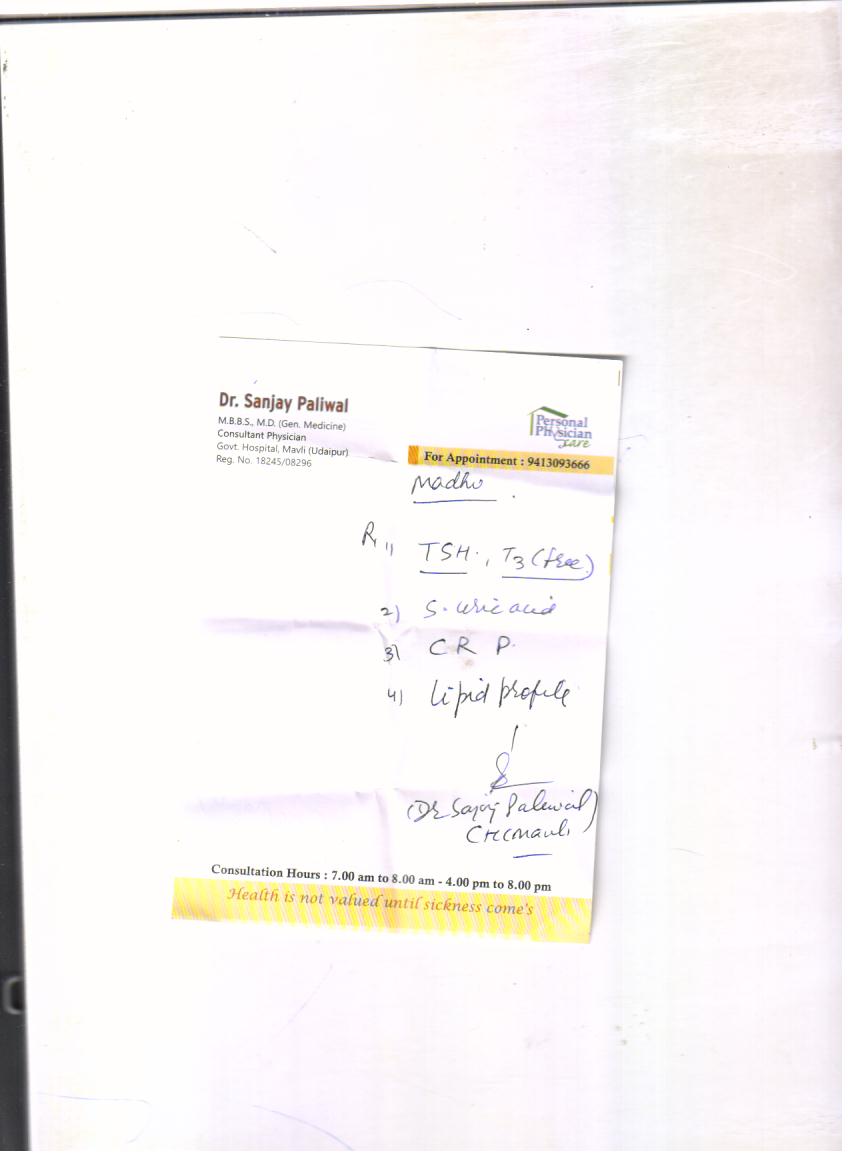 Dr. Sanjay Paliwal
M.B.B.S., M.D. (Gen. Medicine)
Consultant Physician
Govt. Hospital, Mavli (Udaipur)
Reg. No. 18245/08296
Personal
Physician
care
For Appointment : 9413093666
Madhu
R 1) TSH., T3 (free)
2) S. uric acid
3) C R P.
4) Lipid profile
(Dr Sanjay Paliwal)
Consultation Hours : 7.00 am to 8.00 am - 4.00 pm to 8.00 pm
Health is not valued until sickness come's